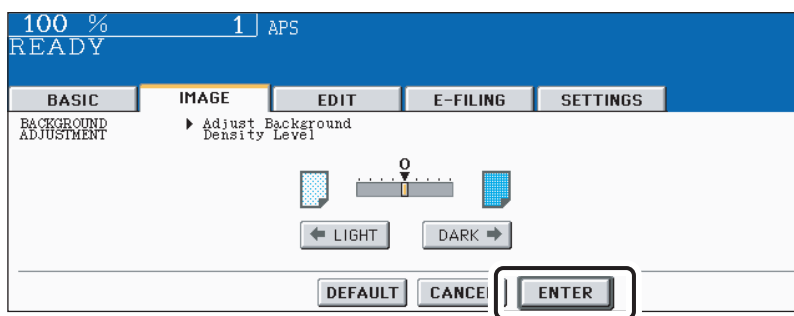 100 % 1 APS
READY
BASIC IMAGE EDIT E-FILING SETTINGS
BACKGROUND ▶ Adjust Background
ADJUSTMENT Density Level
0
LIGHT DARK
DEFAULT CANCE ENTER